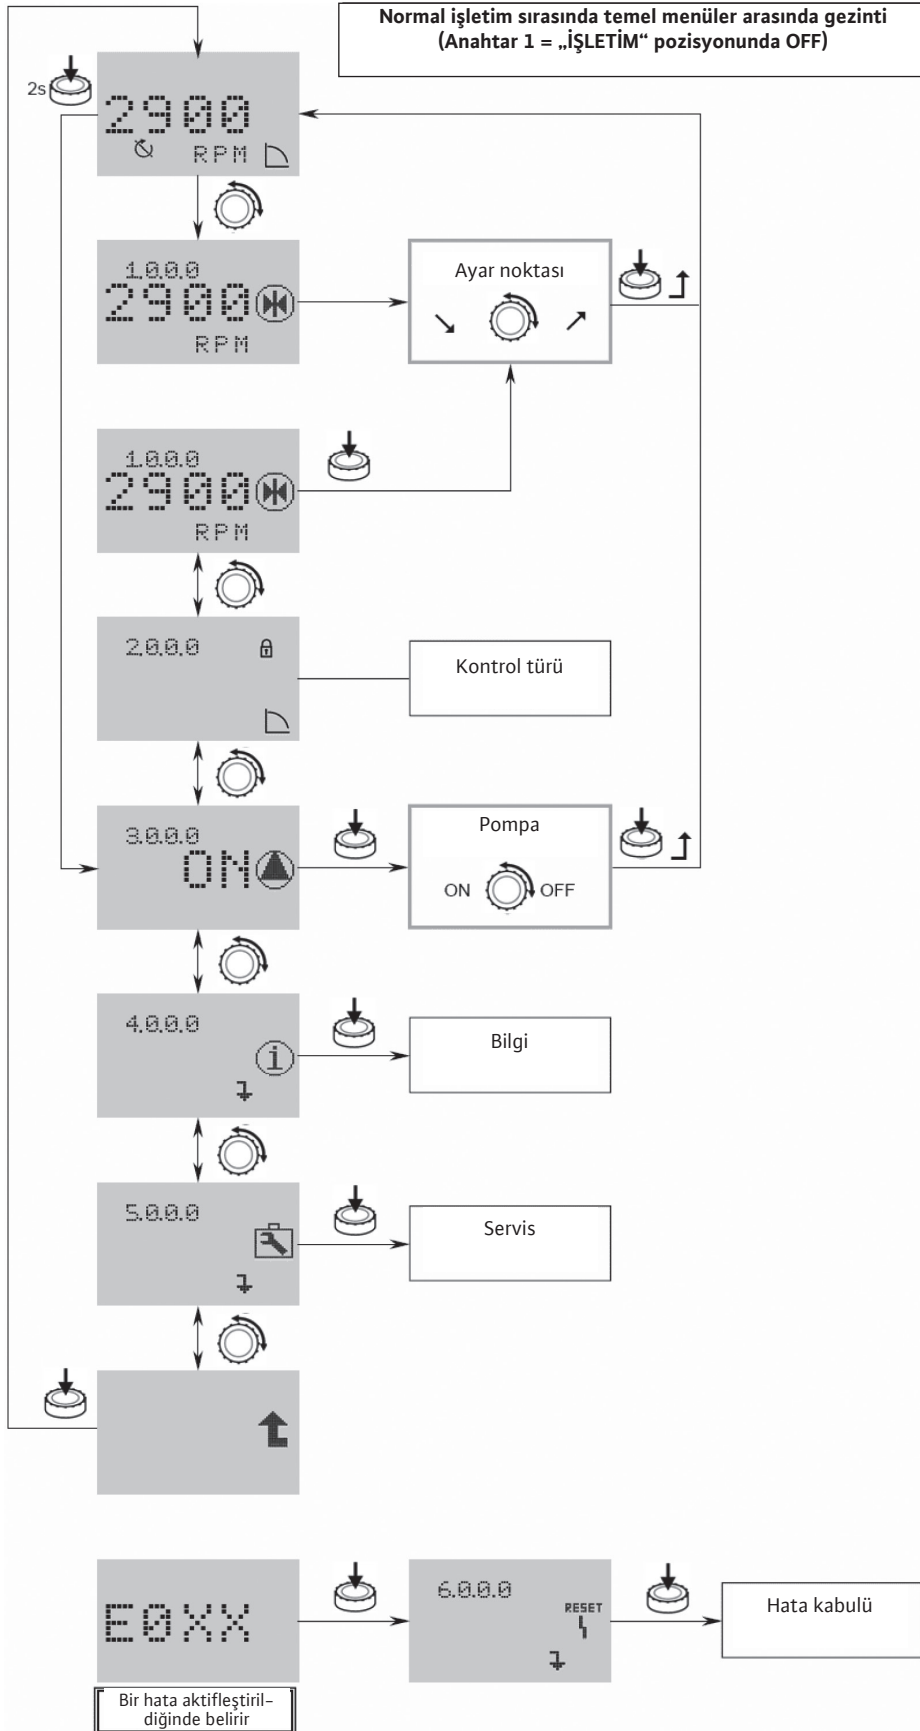 Normal işletim sırasında temel menüler arasında gezinti
(Anahtar 1 = „İŞLETİM“ pozisyonunda OFF)
2s
2900
RPM
1.0.0.0
2900
RPM
Ayar noktası
1.0.0.0
2900
RPM
2.0.0.0
Kontrol türü
3.0.0.0
ON
Pompa
ON OFF
4.0.0.0
i
Bilgi
5.0.0.0
Servis
E0XX
6.0.0.0
RESET
Hata kabulü
Bir hata aktifleştiril-
diğinde belirir